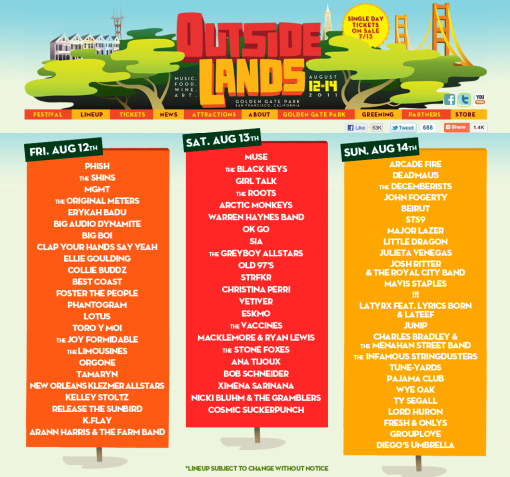 OUTSIDE
LANDS
MUSIC.
FOOD.
WINE.
ART.
AUGUST
12-14
2011
GOLDEN GATE PARK
SAN FRANCISCO, CALIFORNIA
SINGLE DAY
TICKETS
ON SALE
7/13
You
FESTIVAL LINEUP TICKETS NEWS ATTRACTIONS ABOUT GOLDEN GATE PARK GREENING PARTNERS STORE
Like 53K Tweet 688 Share 1.4K
FRI. AUG 12TH
PHISH
THE SHINS
MGMT
THE ORIGINAL METERS
ERYKAH BADU
BIG AUDIO DYNAMITE
BIG BOI
CLAP YOUR HANDS SAY YEAH
ELLIE GOULDING
COLLIE BUDDZ
BEST COAST
FOSTER THE PEOPLE
PHANTOGRAM
LOTUS
TORO Y MOI
THE JOY FORMIDABLE
THE LIMOUSINES
ORGONE
TAMARYN
NEW ORLEANS KLEZMER ALLSTARS
KELLEY STOLTZ
RELEASE THE SUNBIRD
K.FLAY
ARANN HARRIS & THE FARM BAND
SAT. AUG 13TH
MUSE
THE BLACK KEYS
GIRL TALK
THE ROOTS
ARCTIC MONKEYS
WARREN HAYNES BAND
OK GO
SIA
THE GREYBOY ALLSTARS
OLD 97'S
STRFKR
CHRISTINA PERRI
VETIVER
ESKMO
THE VACCINES
MACKLEMORE & RYAN LEWIS
THE STONE FOXES
ANA TIJOUX
BOB SCHNEIDER
XIMENA SARINANA
NICKI BLUHM & THE GRAMBLERS
COSMIC SUCKERPUNCH
SUN. AUG 14TH
ARCADE FIRE
DEADMAU5
THE DECEMBERISTS
JOHN FOGERTY
BEIRUT
STS9
MAJOR LAZER
LITTLE DRAGON
JULIETA VENEGAS
JOSH RITTER
& THE ROYAL CITY BAND
MAVIS STAPLES
!!!
LATYRX FEAT. LYRICS BORN
& LATEEF
JUNIP
CHARLES BRADLEY &
THE MENAHAN STREET BAND
THE INFAMOUS STRINGDUSTERS
TUNE-YARDS
PAJAMA CLUB
WYE OAK
TY SEGALL
LORD HURON
FRESH & ONLYS
GROUPLOVE
DIEGO'S UMBRELLA
*LINEUP SUBJECT TO CHANGE WITHOUT NOTICE